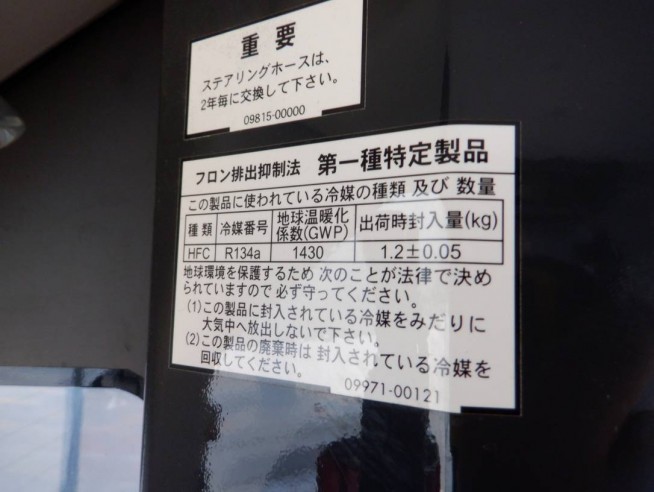 重要
ステアリングホースは、
2年毎に交換して下さい。
09815-00000
フロン排出抑制法 第一種特定製品
この製品に使われている冷媒の種類 及び 数量
種類 冷媒番号 地球温暖化係数(GWP) 出荷時封入量(kg)
HFC R134a 1430 1.2±0.05
地球環境を保護するため 次のことが法律で決め
られていますので 必ず守ってください。
(1)この製品に封入されている冷媒をみだりに
大気中へ放出しないで下さい。
(2)この製品の廃棄時は 封入されている冷媒を
回収してください。
09971-00121